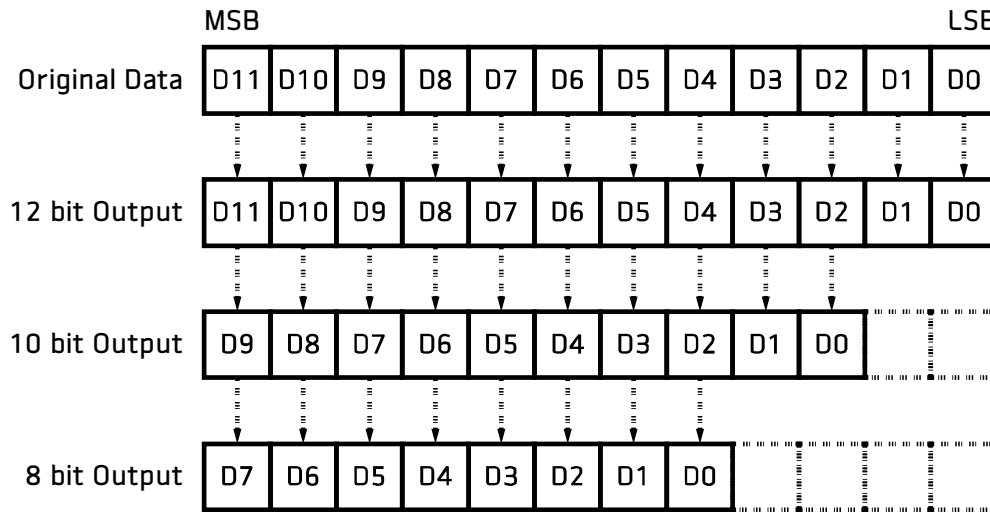 MSB LSB
Original Data D11 D10 D9 D8 D7 D6 D5 D4 D3 D2 D1 D0
12 bit Output D11 D10 D9 D8 D7 D6 D5 D4 D3 D2 D1 D0
10 bit Output D9 D8 D7 D6 D5 D4 D3 D2 D1 D0
8 bit Output D7 D6 D5 D4 D3 D2 D1 D0